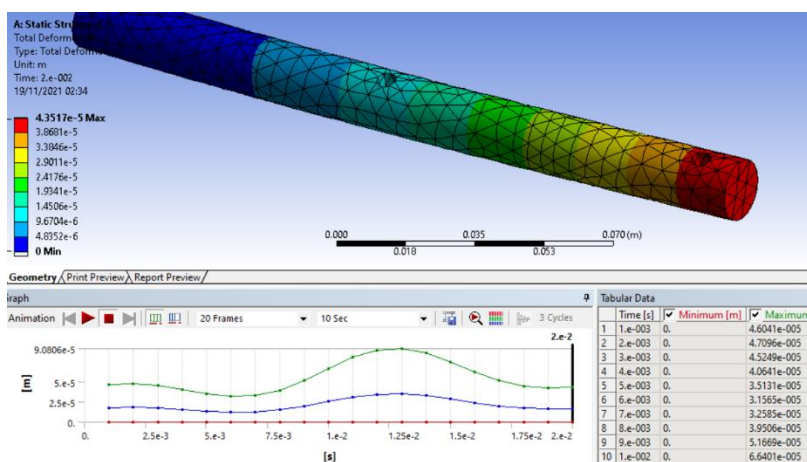 A: Static Str
Total Deform
Type: Total Deform
Unit: m
Time: 2.e-002
19/11/2021 02:34
4.3517e-5 Max
3.8681e-5
3.3846e-5
2.9011e-5
2.4176e-5
1.9341e-5
1.4506e-5
9.6704e-6
4.8352e-6
0 Min
0.000 0.035 0.070 (m)
0.018 0.053
Geometry Print Preview Report Preview
Graph
Animation 20 Frames 10 Sec 3 Cycles
2.e-2
9.0806e-5
[m]
5.e-5
2.5e-5
0.
0. 2.5e-3 5.e-3 7.5e-3 1.e-2 1.25e-2 1.5e-2 1.75e-2 2.e-2
[s]
Tabular Data
Time [s] Minimum [m] Maximum
1 1.e-003 0. 4.6041e-005
2 2.e-003 0. 4.7096e-005
3 3.e-003 0. 4.5249e-005
4 4.e-003 0. 4.0641e-005
5 5.e-003 0. 3.5131e-005
6 6.e-003 0. 3.1565e-005
7 7.e-003 0. 3.2585e-005
8 8.e-003 0. 3.9506e-005
9 9.e-003 0. 5.1669e-005
10 1.e-002 0. 6.6401e-005